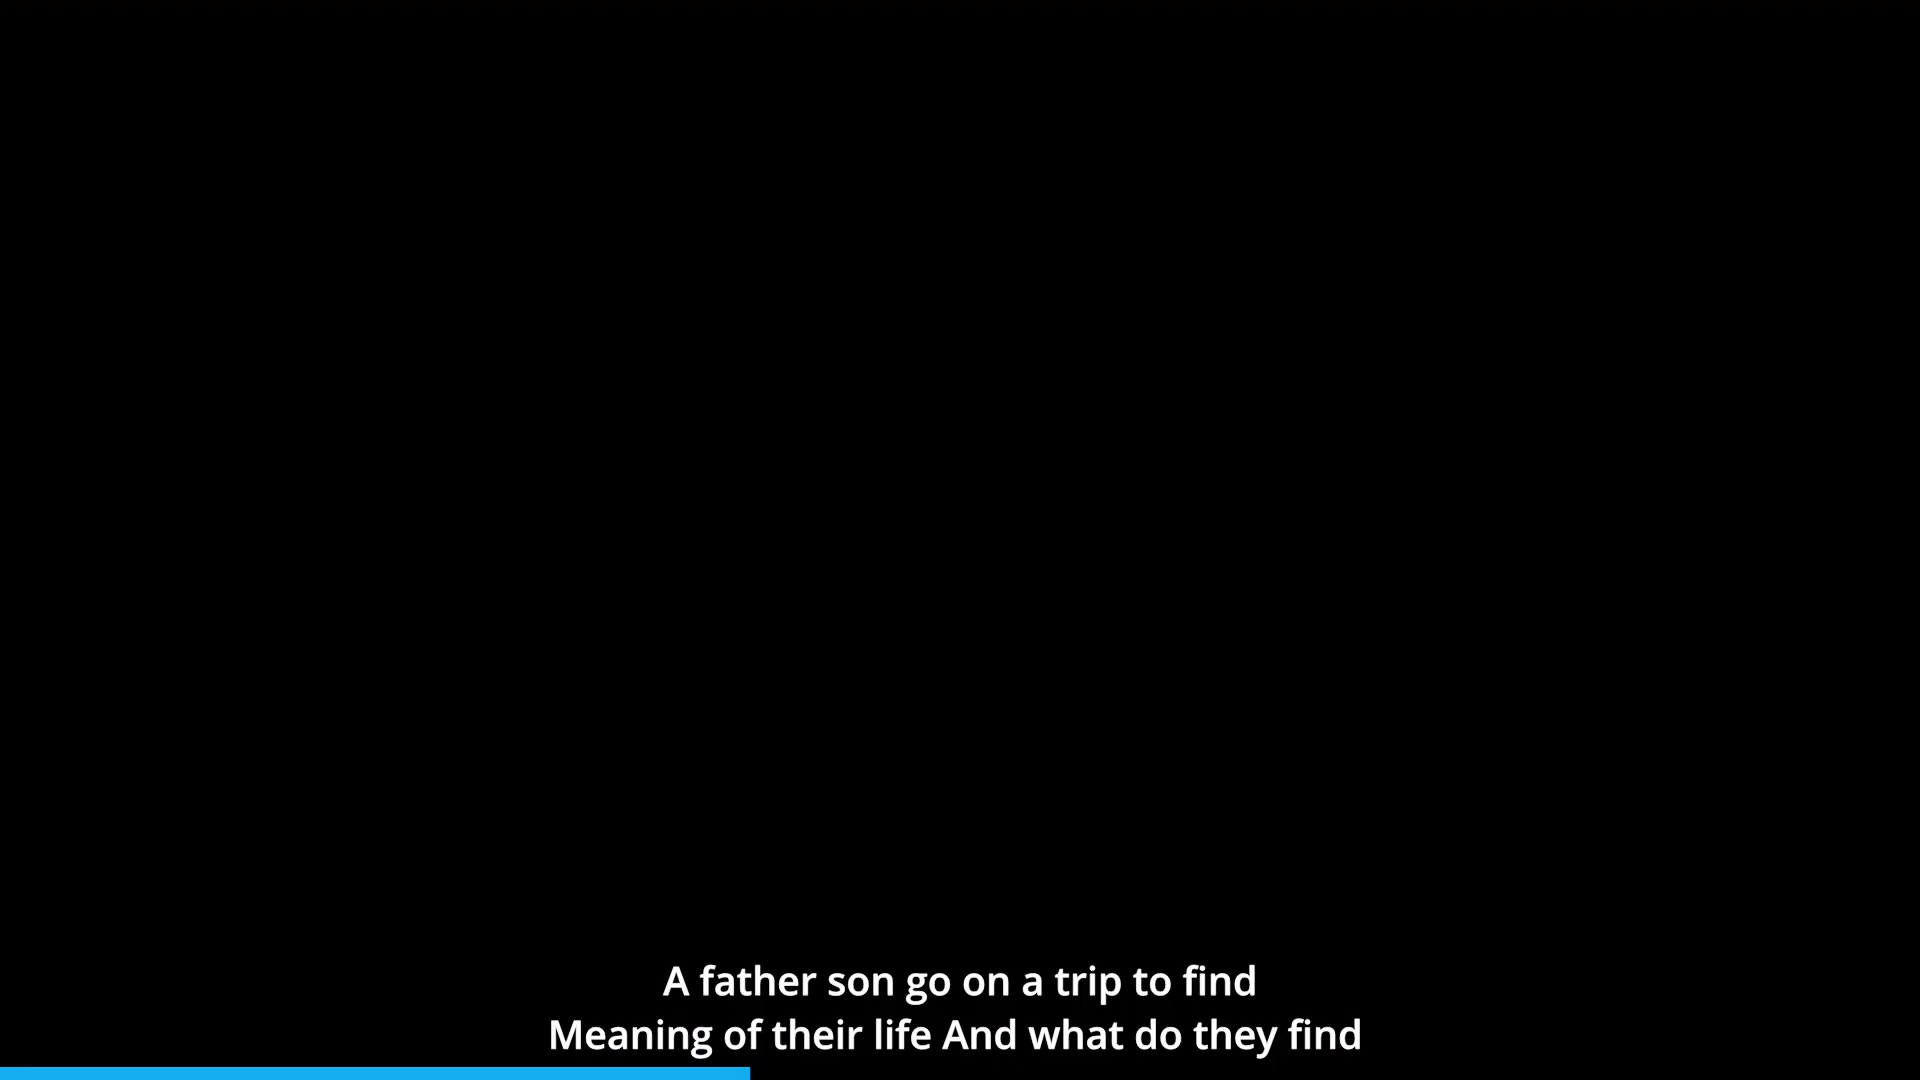 A father son go on a trip to find
Meaning of their life And what do they find